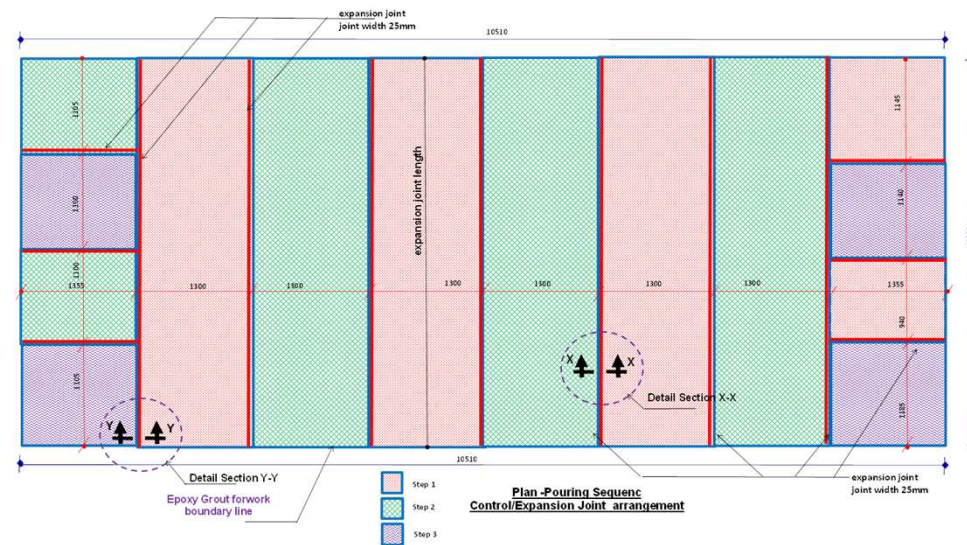 expansion joint
joint width 25mm
10510
1105
1145
1100
1140
expansion joint length
1100
1355
1300
1300
1300
1300
1300
1300
1355
940
1105
1185
X
X
Detail Section X-X
Y
Y
Detail Section Y-Y
10510
Epoxy Grout forwork
boundary line
expansion joint
joint width 25mm
Step 1
Step 2
Step 3
Plan -Pouring Sequenc
Control/Expansion Joint arrangement